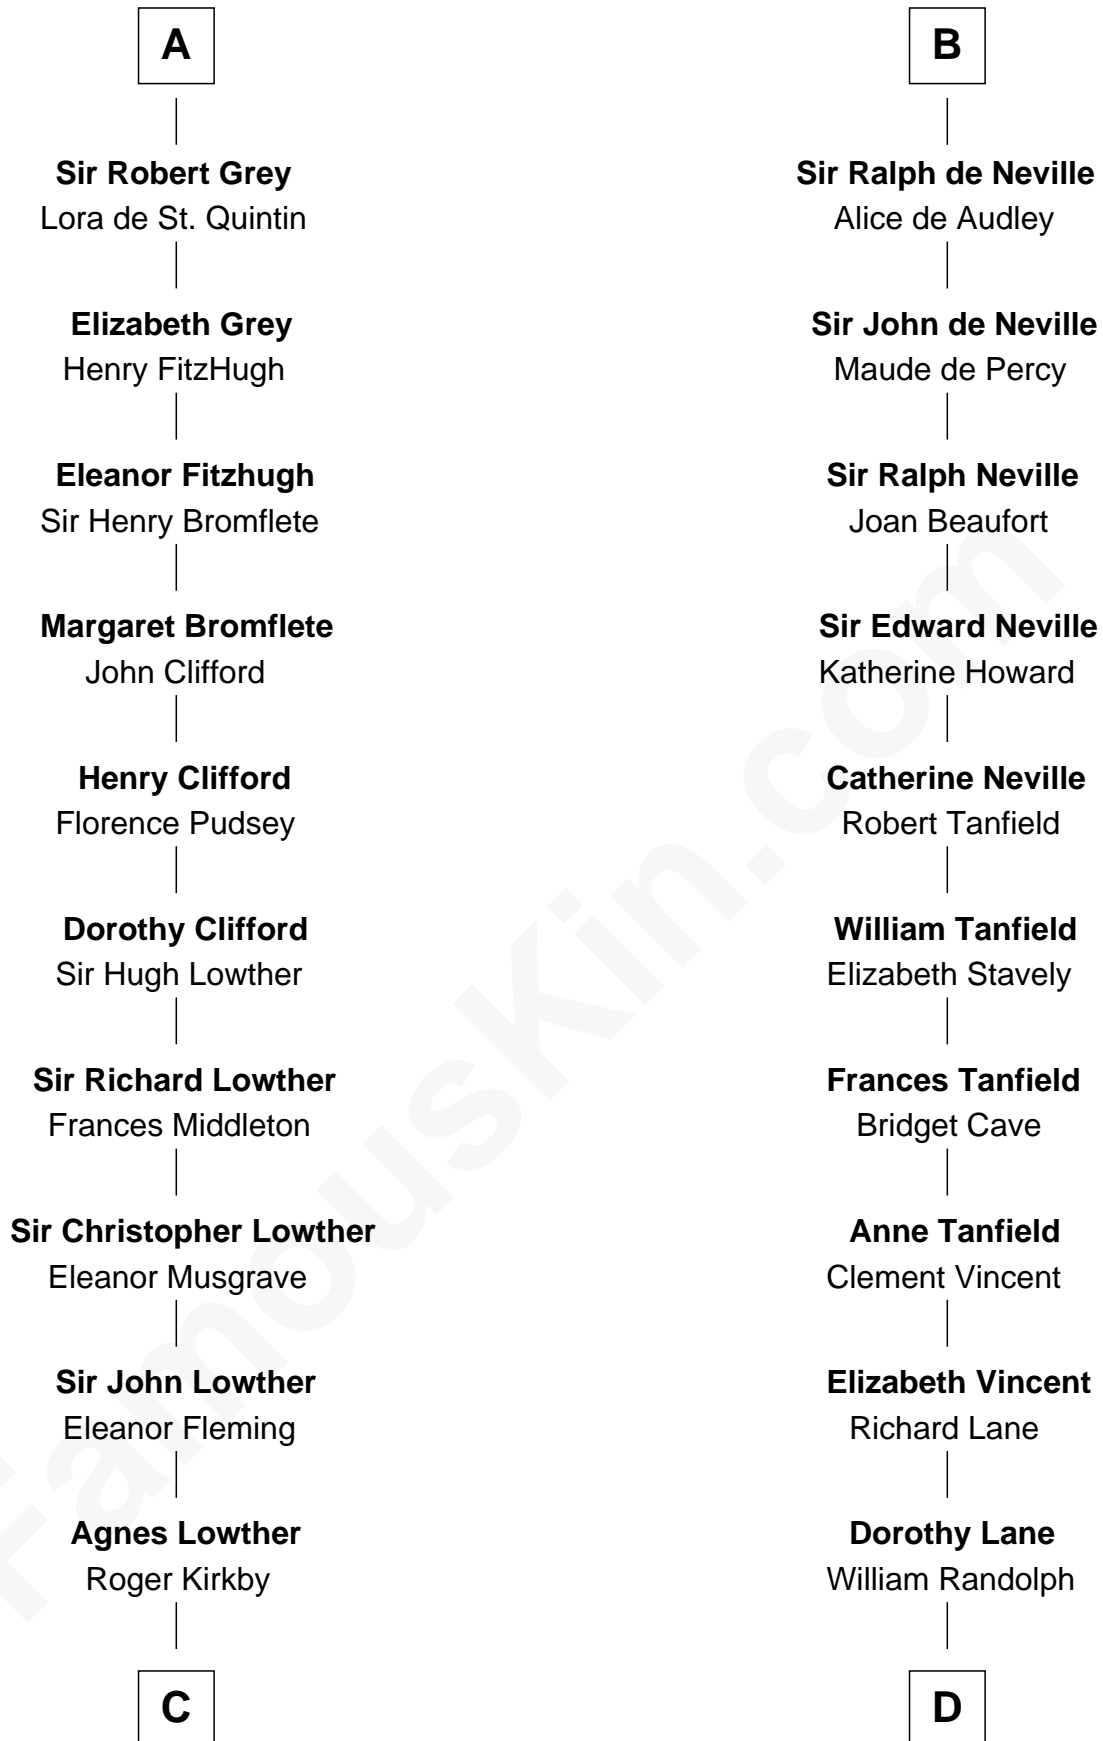 A
Sir Robert Grey
Lora de St. Quintin
Elizabeth Grey
Henry FitzHugh
Eleanor Fitzhugh
Sir Henry Bromflete
Margaret Bromflete
John Clifford
Henry Clifford
Florence Pudsey
Dorothy Clifford
Sir Hugh Lowther
Sir Richard Lowther
Frances Middleton
Sir Christopher Lowther
Eleanor Musgrave
Sir John Lowther
Eleanor Fleming
Agnes Lowther
Roger Kirkby
C
B
Sir Ralph de Neville
Alice de Audley
Sir John de Neville
Maude de Percy
Sir Ralph Neville
Joan Beaufort
Sir Edward Neville
Katherine Howard
Catherine Neville
Robert Tanfield
William Tanfield
Elizabeth Stavely
Frances Tanfield
Bridget Cave
Anne Tanfield
Clement Vincent
Elizabeth Vincent
Richard Lane
Dorothy Lane
William Randolph
D
FamousKin.com